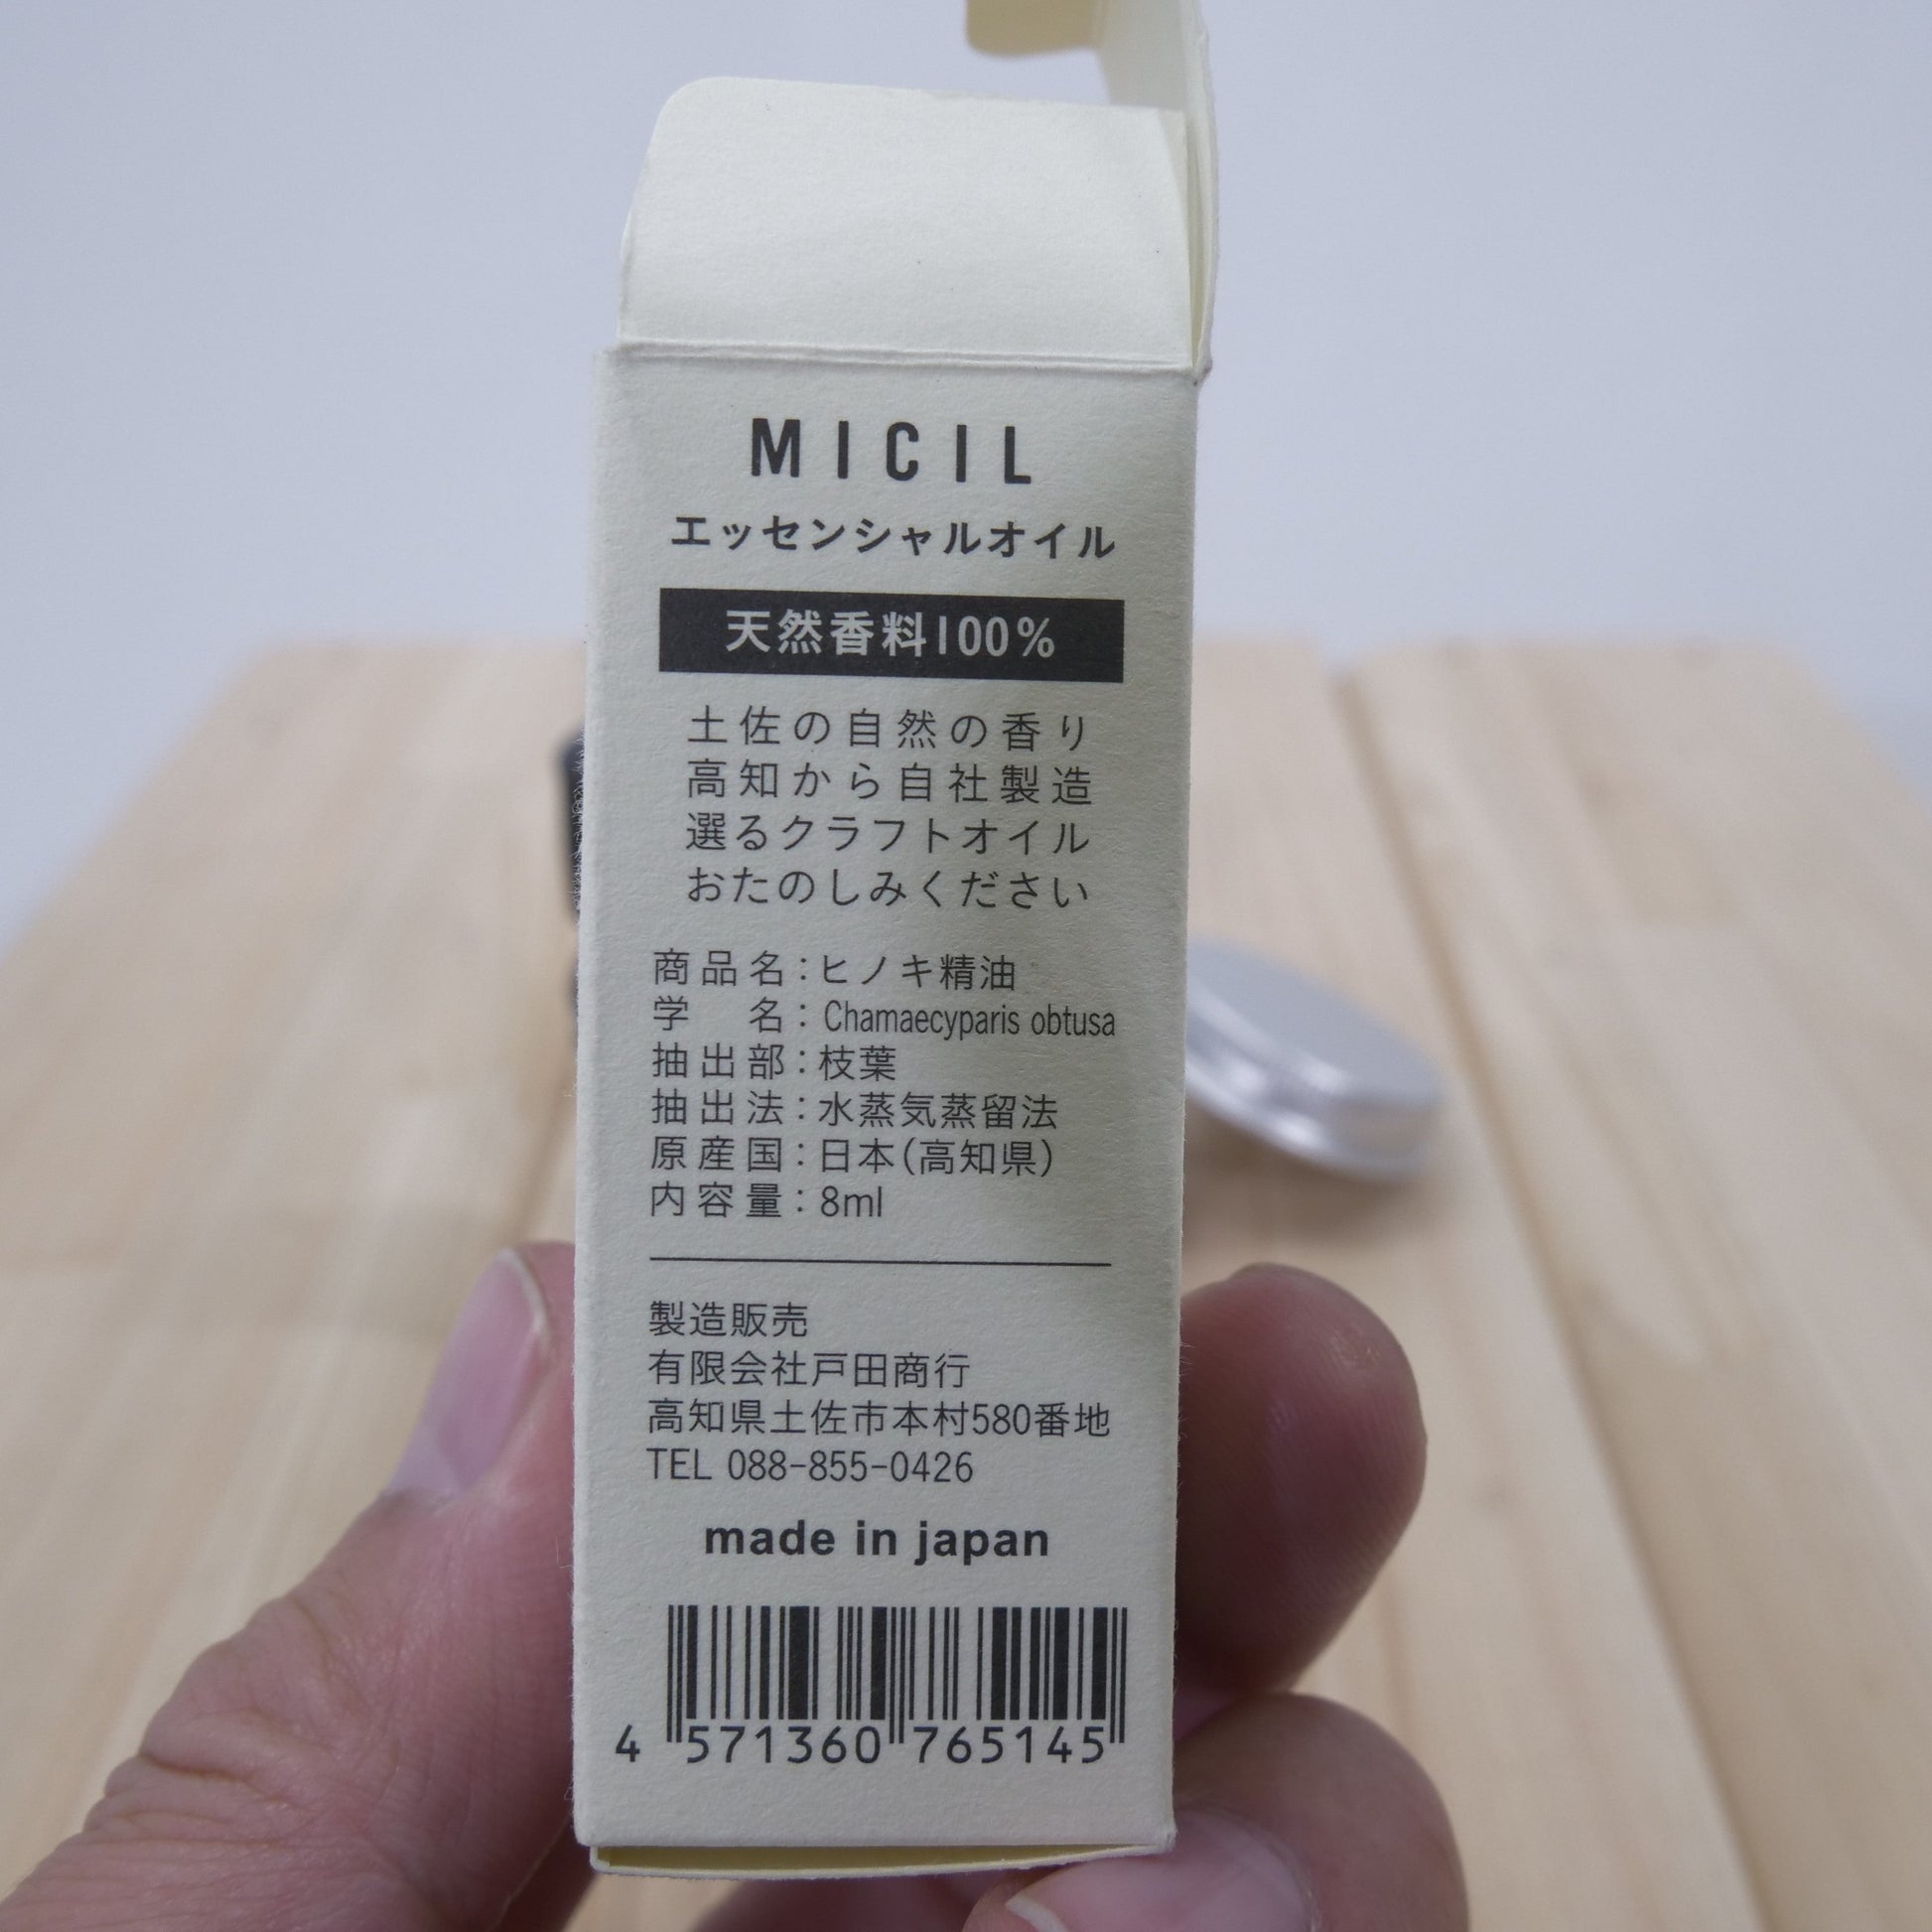 MICIL
エッセンシャルオイル
天然香料100%
土佐の自然の香り
高知から自社製造
選るクラフトオイル
おたのしみください
商品名：ヒノキ精油
学　名：Chamaecyparis obtusa
抽出部：枝葉
抽出法：水蒸気蒸留法
原産国：日本(高知県)
内容量：8ml
製造販売
有限会社戸田商行
高知県土佐市本村580番地
TEL 088-855-0426
made in japan
4 571360 765145